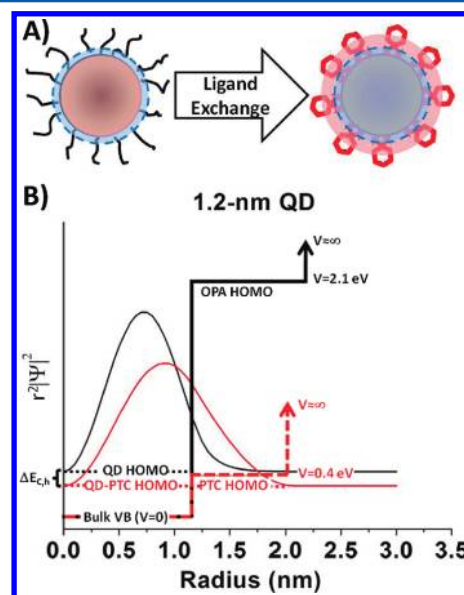 A)
Ligand
Exchange
B)
1.2-nm QD
V=∞
V=2.1 eV
OPA HOMO
r²|Ψ|²
V=∞
QD HOMO
V=0.4 eV
ΔE_C,h
QD-PTC HOMO
PTC HOMO
Bulk VB (V=0)
0.0 0.5 1.0 1.5 2.0 2.5 3.0 3.5
Radius (nm)